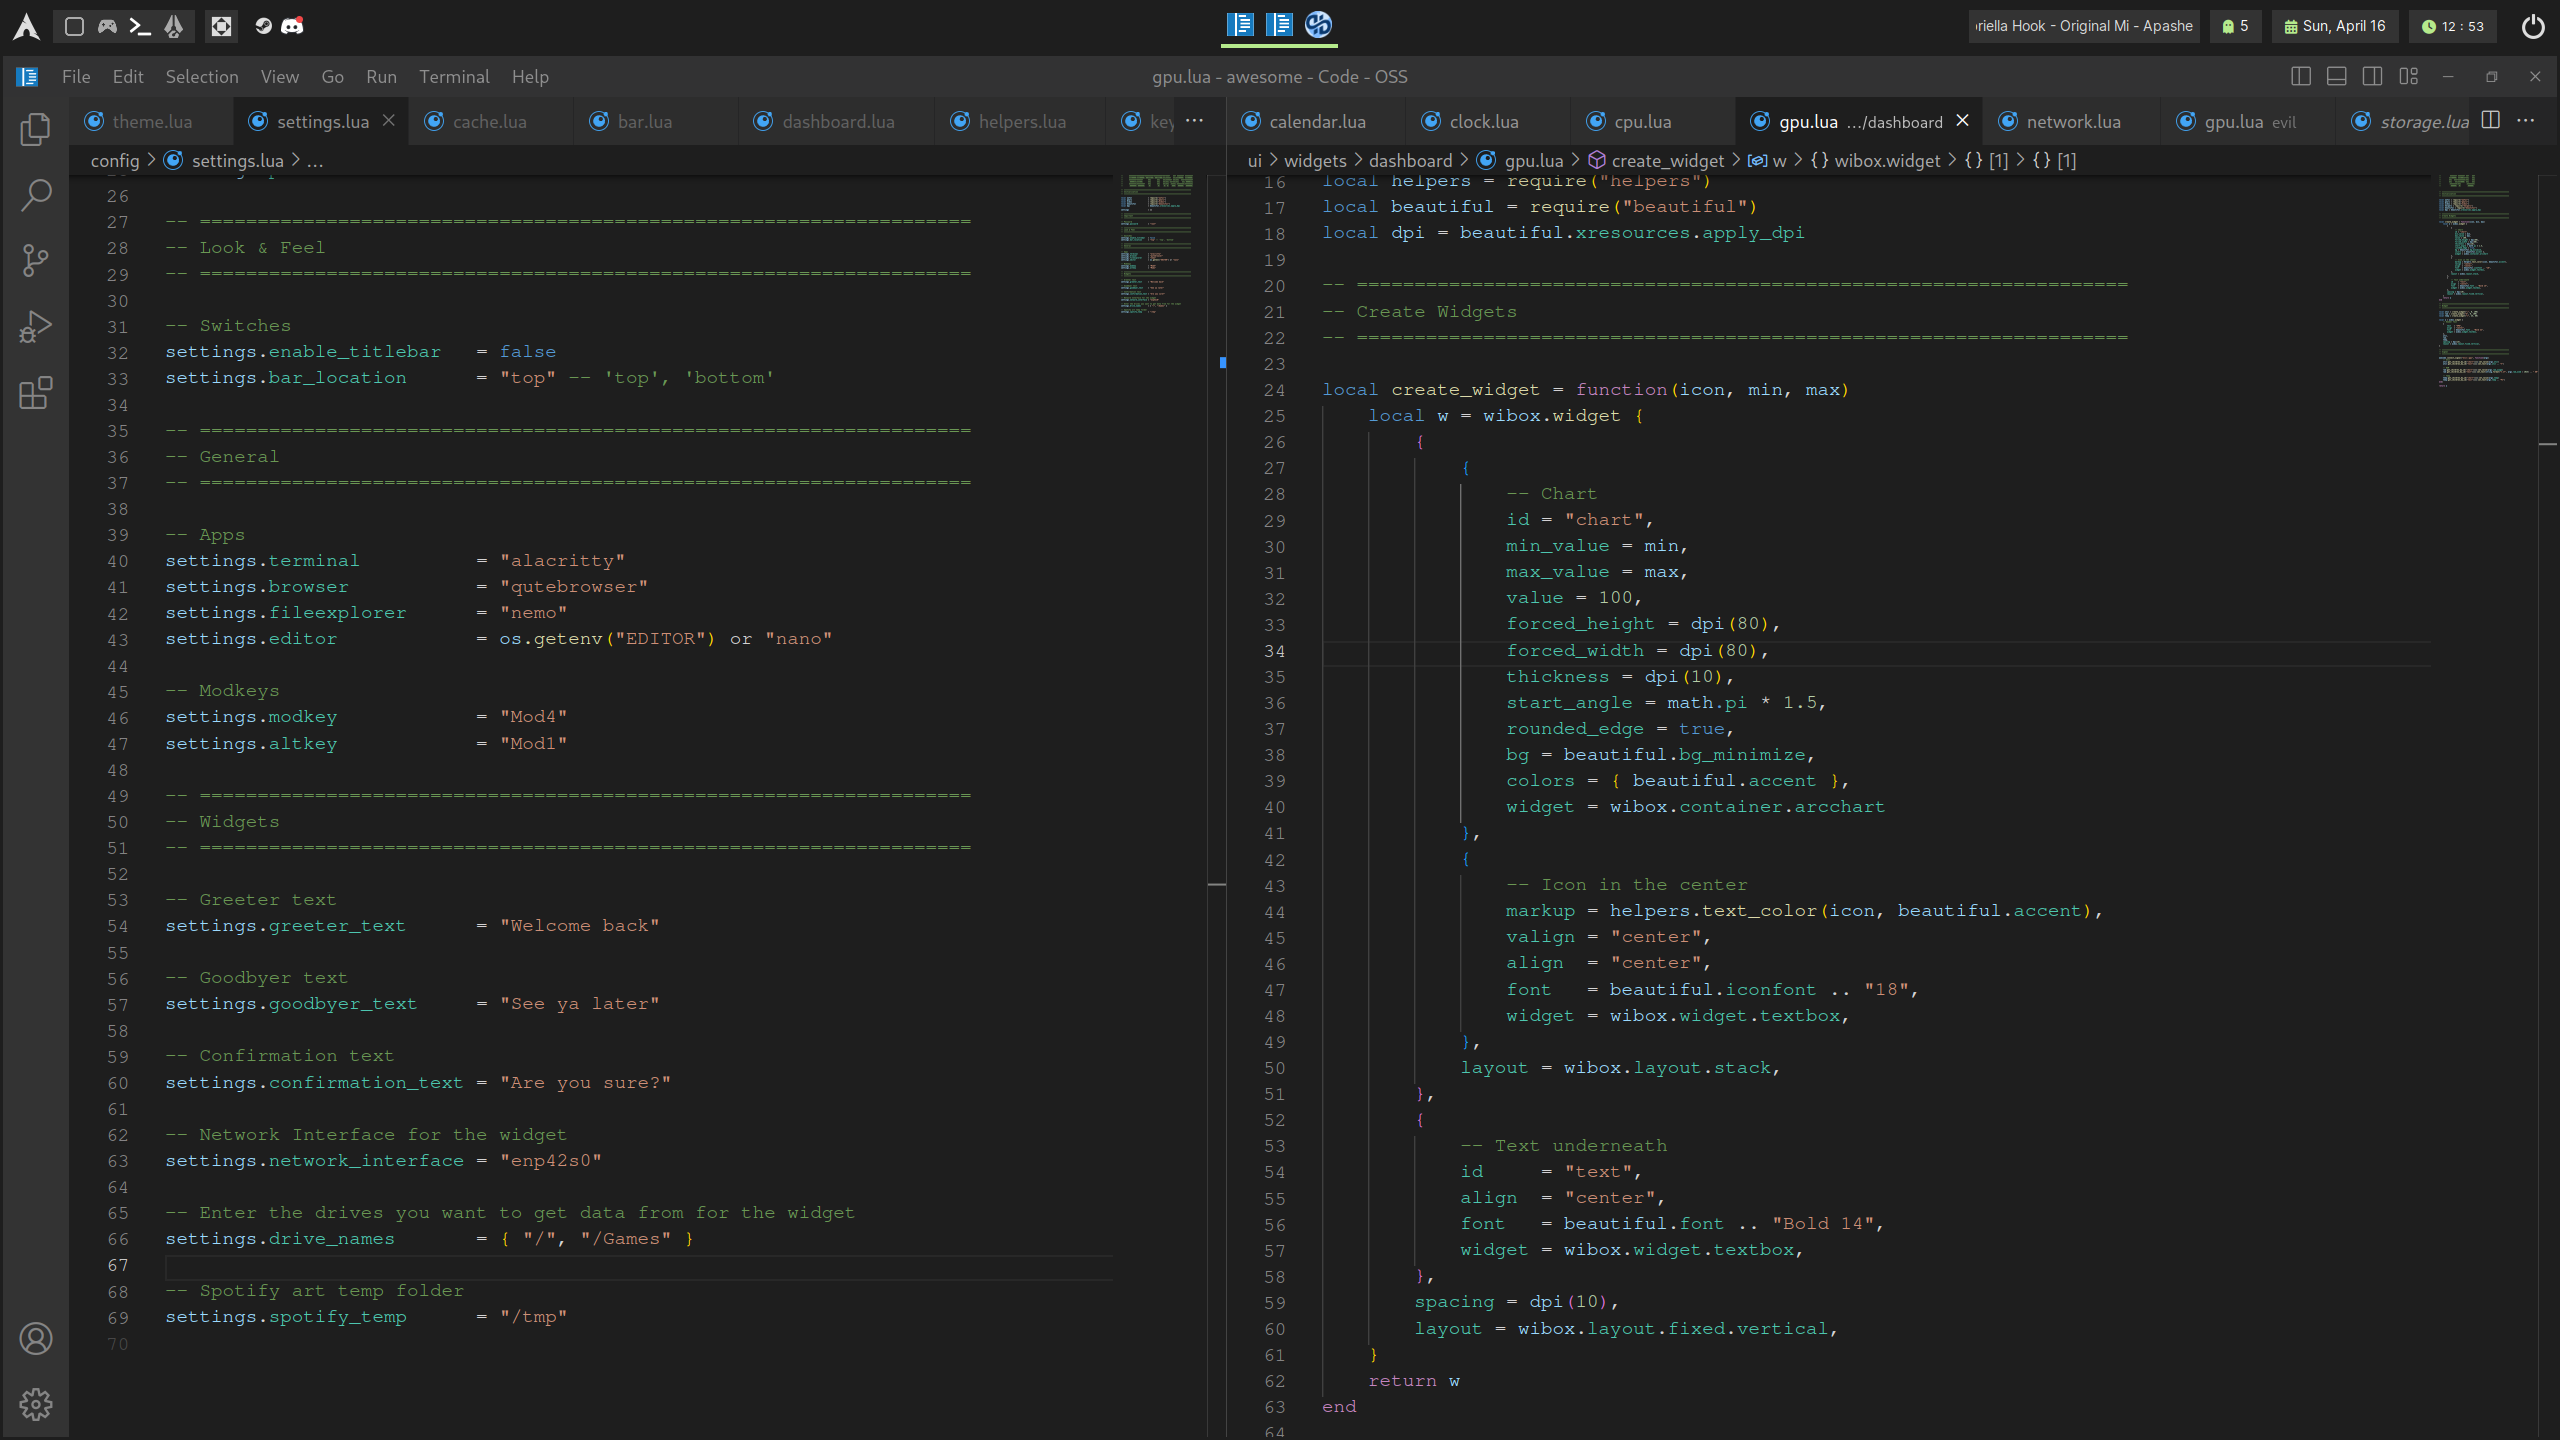 riella Hook - Original Mi - Apashe
5
Sun, April 16
12 : 53
File Edit Selection View Go Run Terminal Help
gpu.lua - awesome - Code - OSS
theme.lua settings.lua cache.lua bar.lua dashboard.lua helpers.lua key ...
calendar.lua clock.lua cpu.lua gpu.lua .../dashboard network.lua gpu.lua evil storage.lua ...
config > settings.lua > ...
26
27 -- ===================================================================
28 -- Look & Feel
29 -- ===================================================================
30
31 -- Switches
32 settings.enable_titlebar   = false
33 settings.bar_location      = "top" -- 'top', 'bottom'
34
35 -- ===================================================================
36 -- General
37 -- ===================================================================
38
39 -- Apps
40 settings.terminal          = "alacritty"
41 settings.browser           = "qutebrowser"
42 settings.fileexplorer      = "nemo"
43 settings.editor            = os.getenv("EDITOR") or "nano"
44
45 -- Modkeys
46 settings.modkey            = "Mod4"
47 settings.altkey            = "Mod1"
48
49 -- ===================================================================
50 -- Widgets
51 -- ===================================================================
52
53 -- Greeter text
54 settings.greeter_text      = "Welcome back"
55
56 -- Goodbyer text
57 settings.goodbyer_text     = "See ya later"
58
59 -- Confirmation text
60 settings.confirmation_text = "Are you sure?"
61
62 -- Network Interface for the widget
63 settings.network_interface = "enp42s0"
64
65 -- Enter the drives you want to get data from for the widget
66 settings.drive_names       = { "/", "/Games" }
67
68 -- Spotify art temp folder
69 settings.spotify_temp      = "/tmp"
70
ui > widgets > dashboard > gpu.lua > create_widget > w > {} wibox.widget > {} [1] > {} [1]
16 local helpers = require("helpers")
17 local beautiful = require("beautiful")
18 local dpi = beautiful.xresources.apply_dpi
19
20 -- ===================================================================
21 -- Create Widgets
22 -- ===================================================================
23
24 local create_widget = function(icon, min, max)
25     local w = wibox.widget {
26         {
27             {
28                 -- Chart
29                 id = "chart",
30                 min_value = min,
31                 max_value = max,
32                 value = 100,
33                 forced_height = dpi(80),
34                 forced_width = dpi(80),
35                 thickness = dpi(10),
36                 start_angle = math.pi * 1.5,
37                 rounded_edge = true,
38                 bg = beautiful.bg_minimize,
39                 colors = { beautiful.accent },
40                 widget = wibox.container.arcchart
41             },
42             {
43                 -- Icon in the center
44                 markup = helpers.text_color(icon, beautiful.accent),
45                 valign = "center",
46                 align  = "center",
47                 font   = beautiful.iconfont .. "18",
48                 widget = wibox.widget.textbox,
49             },
50             layout = wibox.layout.stack,
51         },
52         {
53             -- Text underneath
54             id     = "text",
55             align  = "center",
56             font   = beautiful.font .. "Bold 14",
57             widget = wibox.widget.textbox,
58         },
59         spacing = dpi(10),
60         layout = wibox.layout.fixed.vertical,
61     }
62     return w
63 end
64